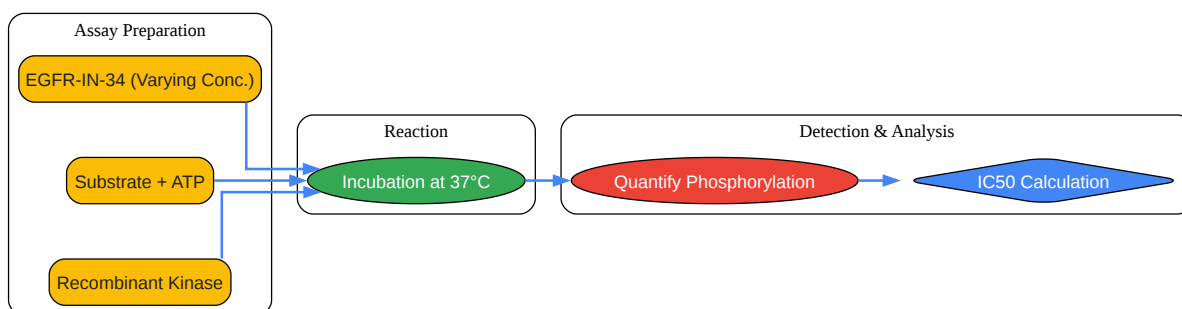 Assay Preparation
EGFR-IN-34 (Varying Conc.)
Substrate + ATP
Recombinant Kinase
Reaction
Incubation at 37°C
Detection & Analysis
Quantify Phosphorylation
IC50 Calculation